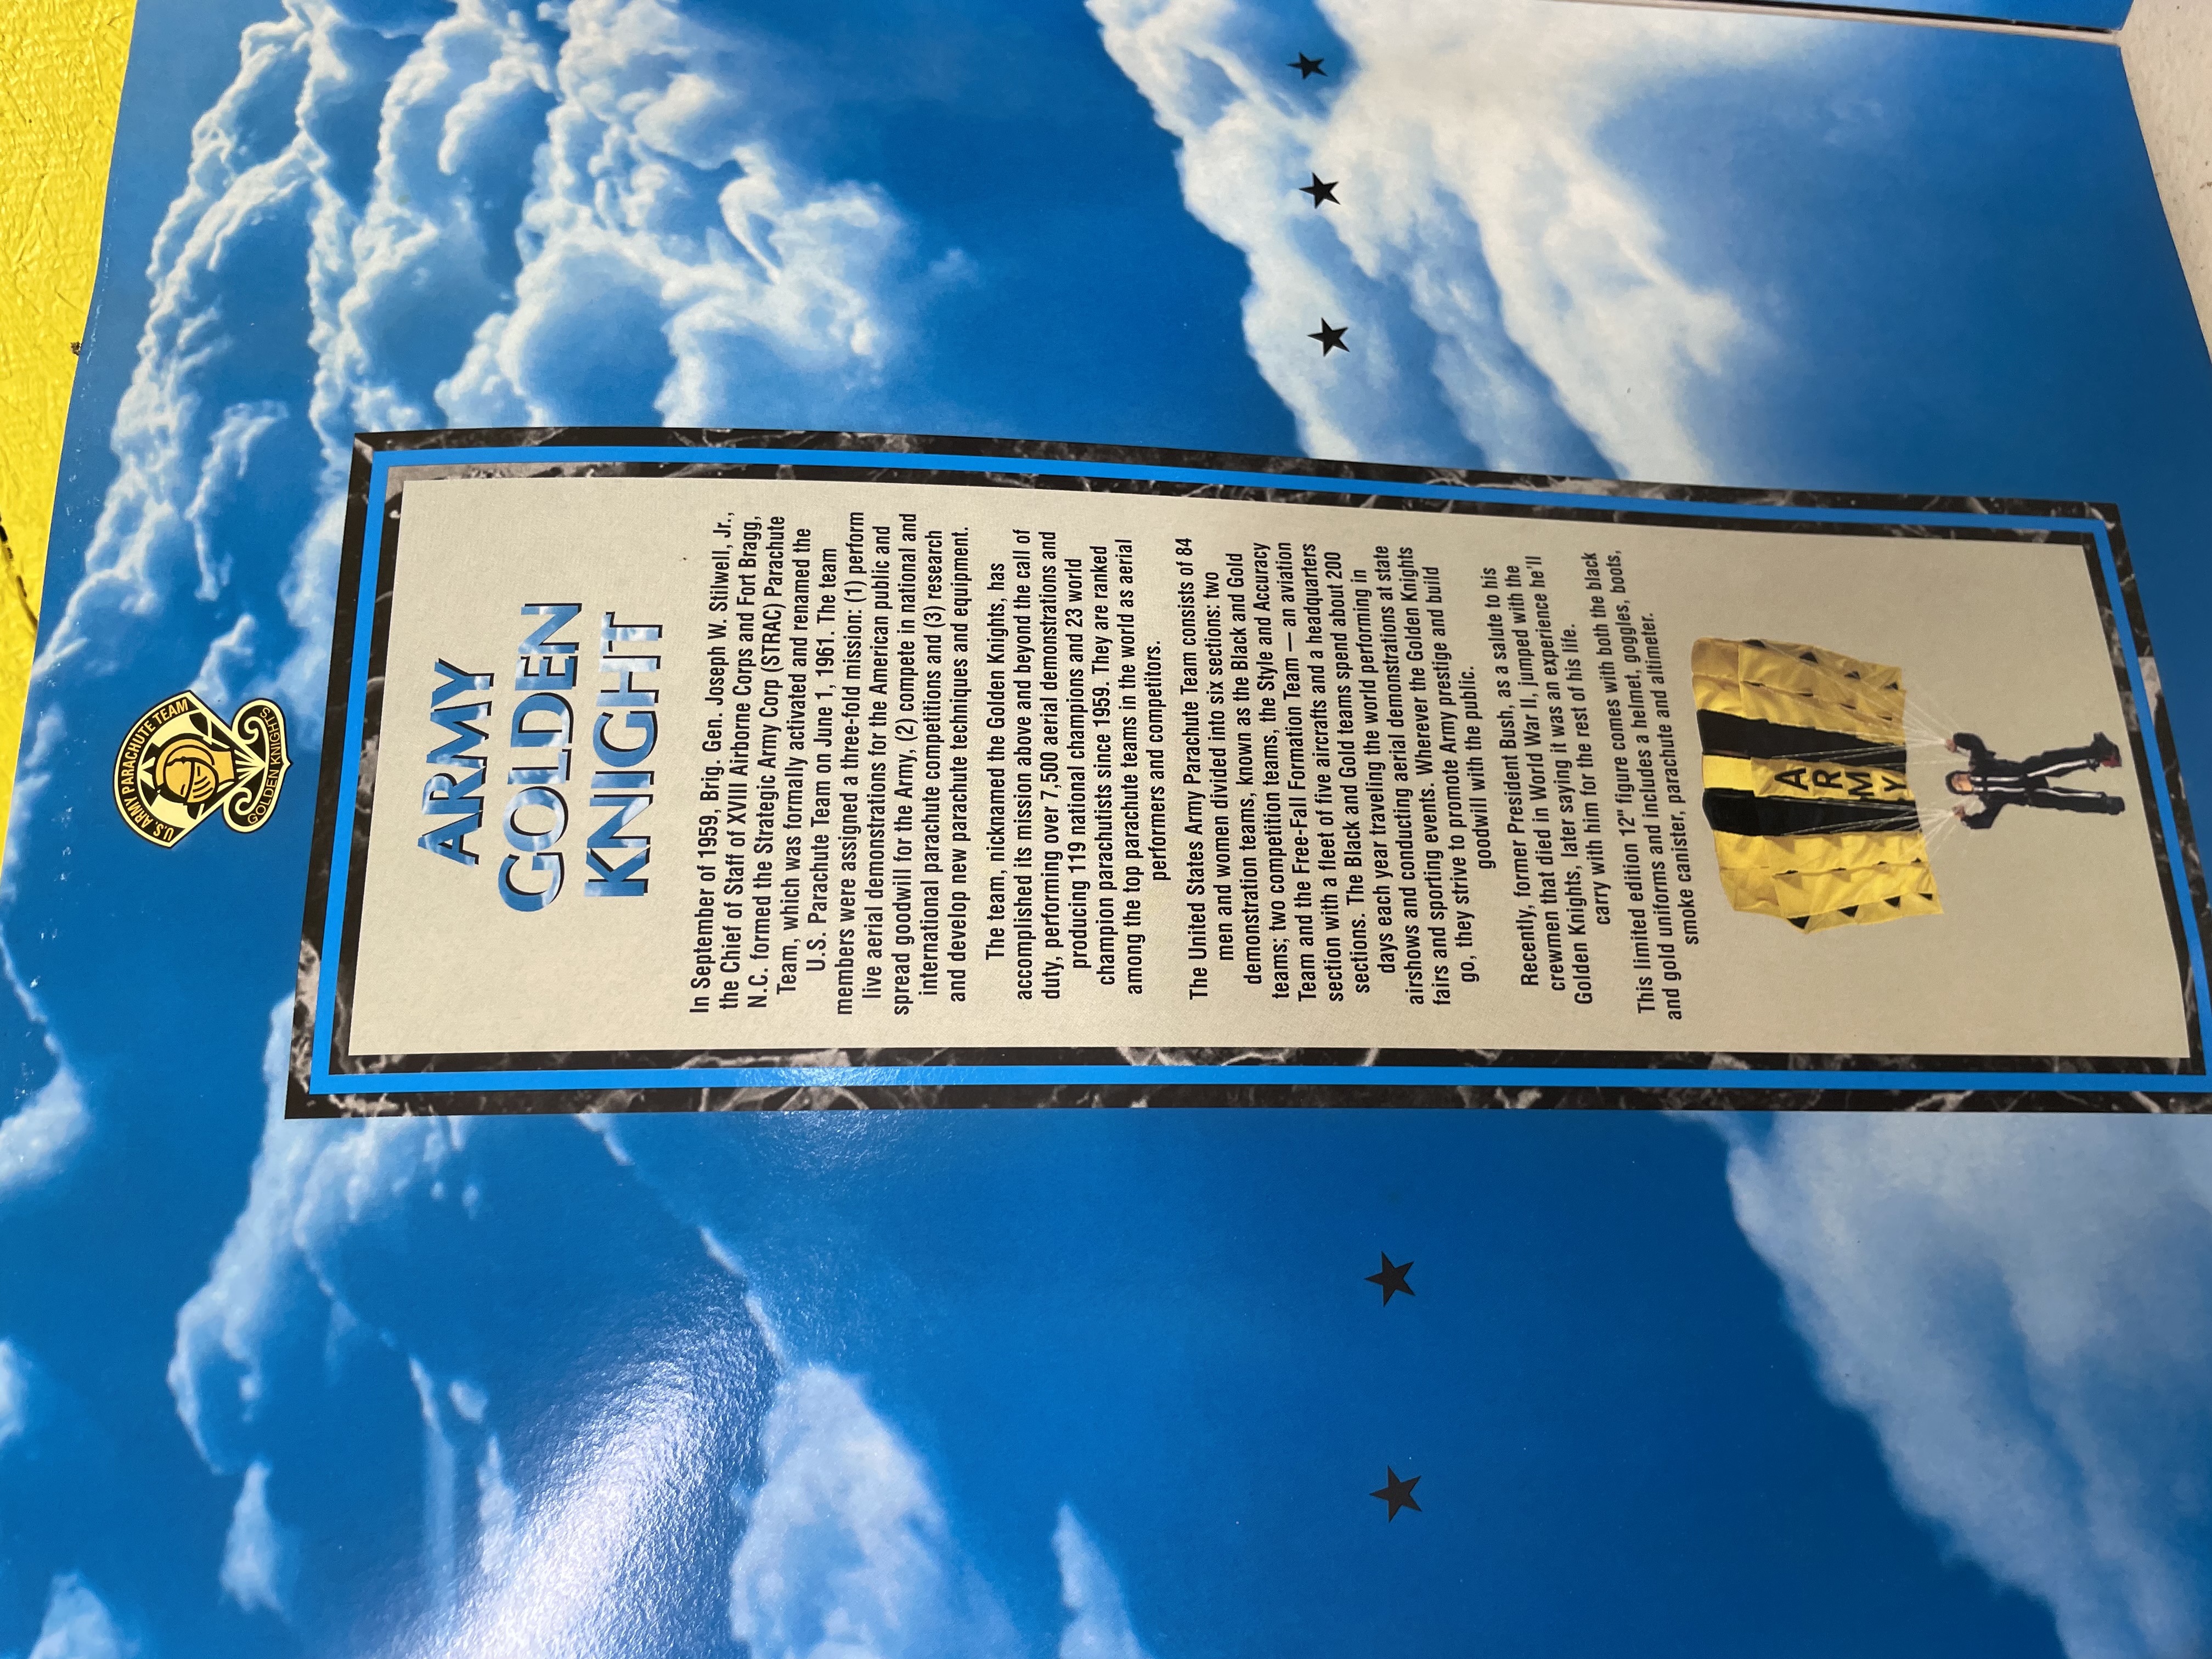 U.S. ARMY PARACHUTE TEAM
GOLDEN KNIGHTS
ARMY
GOLDEN
KNIGHT
In September of 1959, Brig. Gen. Joseph W. Stilwell, Jr.,
the Chief of Staff of XVIII Airborne Corps and Fort Bragg,
N.C. formed the Strategic Army Corp (STRAC) Parachute
Team, which was formally activated and renamed the
U.S. Parachute Team on June 1, 1961. The team
members were assigned a three-fold mission: (1) perform
live aerial demonstrations for the American public and
spread goodwill for the Army, (2) compete in national and
international parachute competitions and (3) research
and develop new parachute techniques and equipment.
The team, nicknamed the Golden Knights, has
accomplished its mission above and beyond the call of
duty, performing over 7,500 aerial demonstrations and
producing 119 national champions and 23 world
champion parachutists since 1959. They are ranked
among the top parachute teams in the world as aerial
performers and competitors.
The United States Army Parachute Team consists of 84
men and women divided into six sections: two
demonstration teams, known as the Black and Gold
teams; two competition teams, the Style and Accuracy
Team and the Free-Fall Formation Team — an aviation
section with a fleet of five aircrafts and a headquarters
sections. The Black and Gold teams spend about 200
days each year traveling the world performing in
airshows and conducting aerial demonstrations at state
fairs and sporting events. Wherever the Golden Knights
go, they strive to promote Army prestige and build
goodwill with the public.
Recently, former President Bush, as a salute to his
crewmen that died in World War II, jumped with the
Golden Knights, later saying it was an experience he'll
carry with him for the rest of his life.
This limited edition 12" figure comes with both the black
and gold uniforms and includes a helmet, goggles, boots,
smoke canister, parachute and altimeter.
ARMY